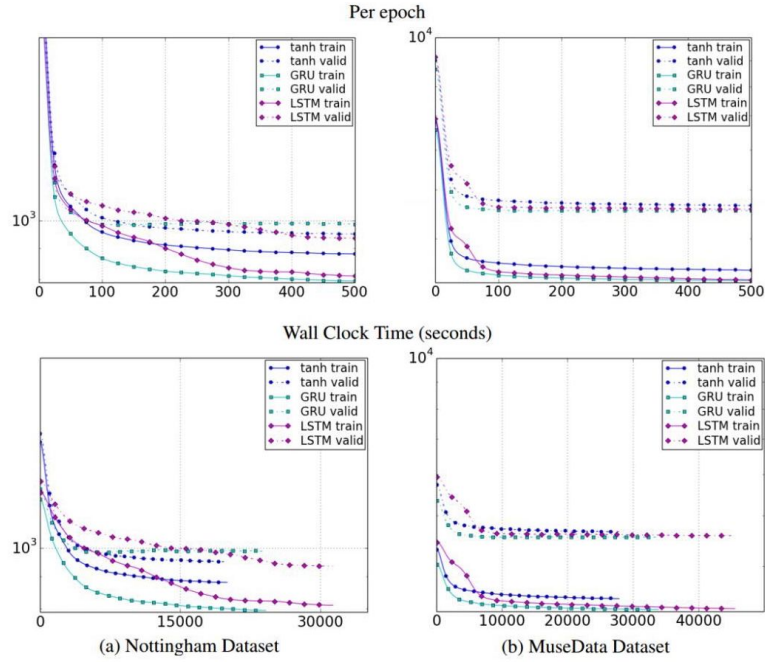 Per epoch
tanh train
tanh valid
GRU train
GRU valid
LSTM train
LSTM valid
10^3
0 100 200 300 400 500
10^4
tanh train
tanh valid
GRU train
GRU valid
LSTM train
LSTM valid
0 100 200 300 400 500
Wall Clock Time (seconds)
tanh train
tanh valid
GRU train
GRU valid
LSTM train
LSTM valid
10^3
0 15000 30000
10^4
tanh train
tanh valid
GRU train
GRU valid
LSTM train
LSTM valid
0 10000 20000 30000 40000
(a) Nottingham Dataset
(b) MuseData Dataset